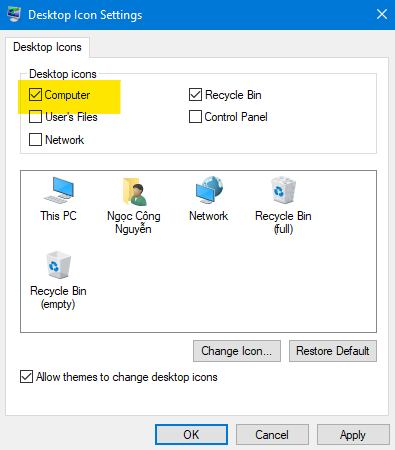 Desktop Icon Settings
Desktop Icons
Desktop icons
Computer
Recycle Bin
User's Files
Control Panel
Network
This PC
Ngọc Công
Nguyễn
Network
Recycle Bin
(full)
Recycle Bin
(empty)
Change Icon...
Restore Default
Allow themes to change desktop icons
OK
Cancel
Apply